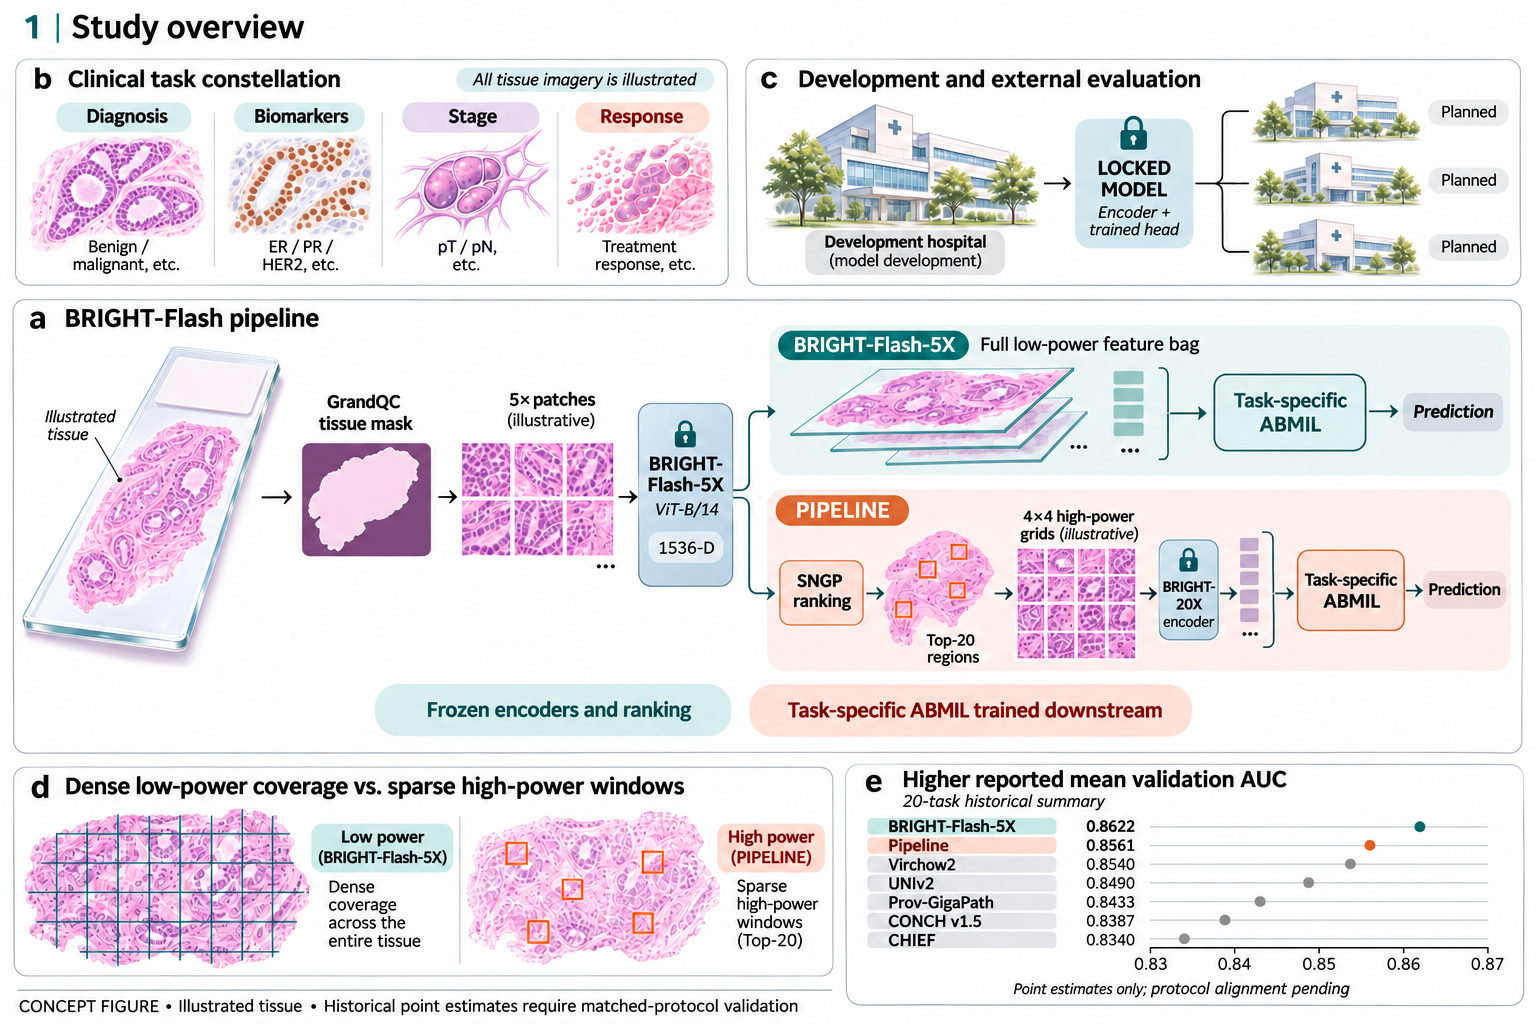 1 | Study overview
b Clinical task constellation
All tissue imagery is illustrated
Diagnosis
Benign /
malignant, etc.
Biomarkers
ER / PR /
HER2, etc.
Stage
pT / pN,
etc.
Response
Treatment
response, etc.
c Development and external evaluation
Development hospital
(model development)
LOCKED
MODEL
Encoder +
trained head
Planned
Planned
Planned
a BRIGHT-Flash pipeline
Illustrated
tissue
GrandQC
tissue mask
5× patches
(illustrative)
...
BRIGHT-
Flash-5X
ViT-B/14
1536-D
BRIGHT-Flash-5X Full low-power feature bag
...
...
Task-specific
ABMIL
Prediction
PIPELINE
SNGP
ranking
Top-20
regions
4×4 high-power
grids (illustrative)
BRIGHT-
20X
encoder
...
Task-specific
ABMIL
Prediction
Frozen encoders and ranking
Task-specific ABMIL trained downstream
d Dense low-power coverage vs. sparse high-power windows
Low power
(BRIGHT-Flash-5X)
Dense
coverage
across the
entire tissue
High power
(PIPELINE)
Sparse
high-power
windows
(Top-20)
e Higher reported mean validation AUC
20-task historical summary
BRIGHT-Flash-5X 0.8622
Pipeline 0.8561
Virchow2 0.8540
UNIv2 0.8490
Prov-GigaPath 0.8433
CONCH v1.5 0.8387
CHIEF 0.8340
0.83 0.84 0.85 0.86 0.87
Point estimates only; protocol alignment pending
CONCEPT FIGURE • Illustrated tissue • Historical point estimates require matched-protocol validation